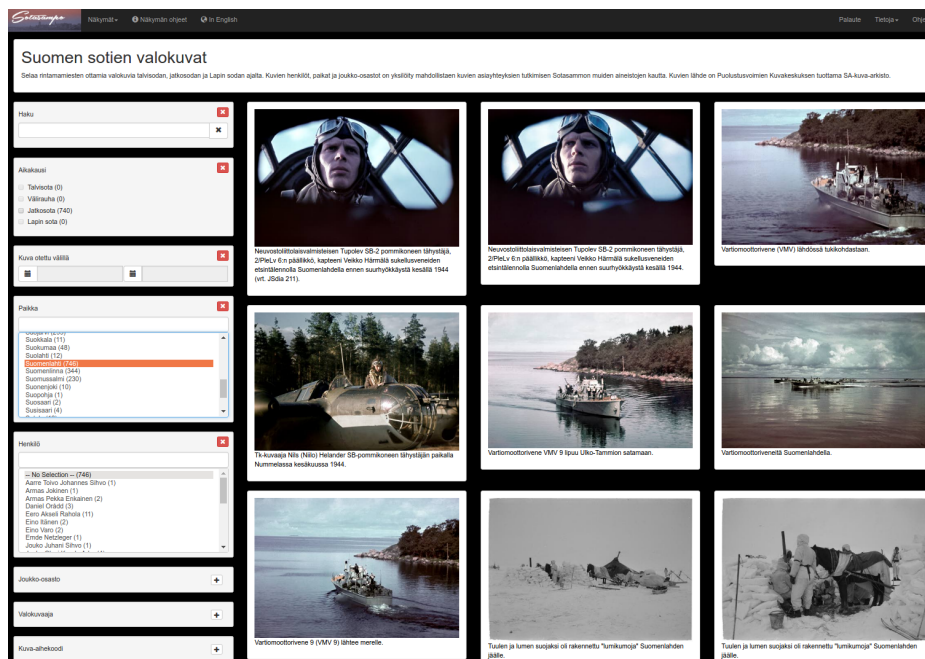 Sotasampo
Näkymät
Näkymän ohjeet
In English
Palaute
Tietoja
Ohje
Suomen sotien valokuvat
Selaa rintamamiesten ottamia valokuvia talvisodan, jatkosodan ja Lapin sodan ajalta. Kuvien henkilöt, paikat ja joukko-osastot on yksilöity mahdollistaen kuvien asiayhteyksien tutkimisen Sotasammon muiden aineistojen kautta. Kuvien lähde on Puolustusvoimien Kuvakeskuksen tuottama SA-kuva-arkisto.
Haku
Aikakausi
Talvisota (0)
Välirauha (0)
Jatkosota (740)
Lapin sota (0)
Kuva otettu välillä
Paikka
Suokkala (11)
Suokumaa (48)
Suolahti (12)
Suomenlahti (746)
Suomenlinna (344)
Suomussalmi (230)
Suonenjoki (10)
Suopohja (1)
Suosaari (2)
Susisaari (4)
Henkilö
-- No Selection -- (746)
Aarre Toivo Johannes Sihvo (1)
Armas Jokinen (1)
Armas Pekka Enkainen (2)
Daniel Orädd (3)
Eero Akseli Rahola (11)
Eino Itänen (2)
Eino Varo (2)
Emde Netzleger (1)
Jouko Juhani Sihvo (1)
Joukko-osasto
Valokuvaaja
Kuva-aihekoodi
Neuvostoliittolaisvalmisteisen Tupolev SB-2 pommikoneen tähystäjä,
2/PleLv 6:n päällikkö, kapteeni Veikko Härmälä sukellusveneiden
etsintälennolla Suomenlahdella ennen suurhyökkäystä kesällä 1944
(vrt. JSdia 211).
Neuvostoliittolaisvalmisteisen Tupolev SB-2 pommikoneen tähystäjä,
2/PleLv 6:n päällikkö, kapteeni Veikko Härmälä sukellusveneiden
etsintälennolla Suomenlahdella ennen suurhyökkäystä kesällä 1944.
Vartiomoottorivene (VMV) lähdössä tukikohdastaan.
Tk-kuvaaja Nils (Niilo) Helander SB-pommikoneen tähystäjän paikalla
Nummelassa kesäkuussa 1944.
Vartiomoottorivene VMV 9 lipuu Ulko-Tammion satamaan.
Vartiomoottoriveneitä Suomenlahdella.
Vartiomoottorivene 9 (VMV 9) lähtee merelle.
Tuulen ja lumen suojaksi oli rakennettu "lumikumoja" Suomenlahden
jäälle.
Tuulen ja lumen suojaksi oli rakennettu "lumikumoja" Suomenlahden
jäälle.